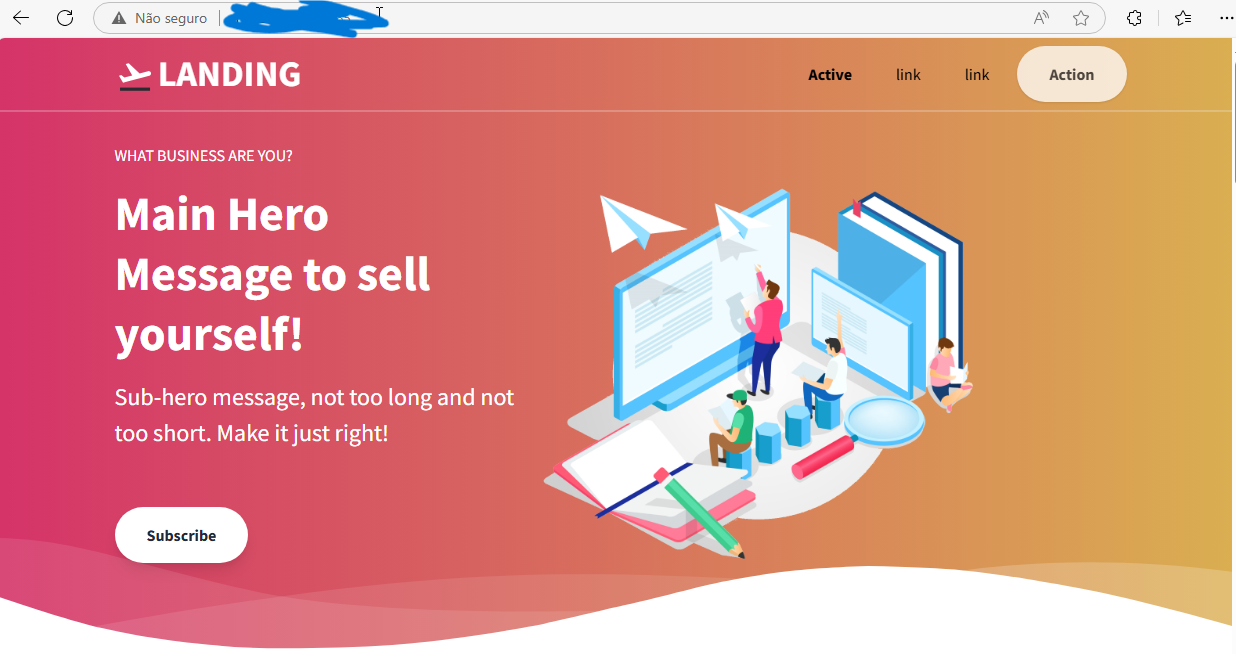 Não seguro
LANDING
Active link link Action
WHAT BUSINESS ARE YOU?
Main Hero
Message to sell
yourself!
Sub-hero message, not too long and not
too short. Make it just right!
Subscribe